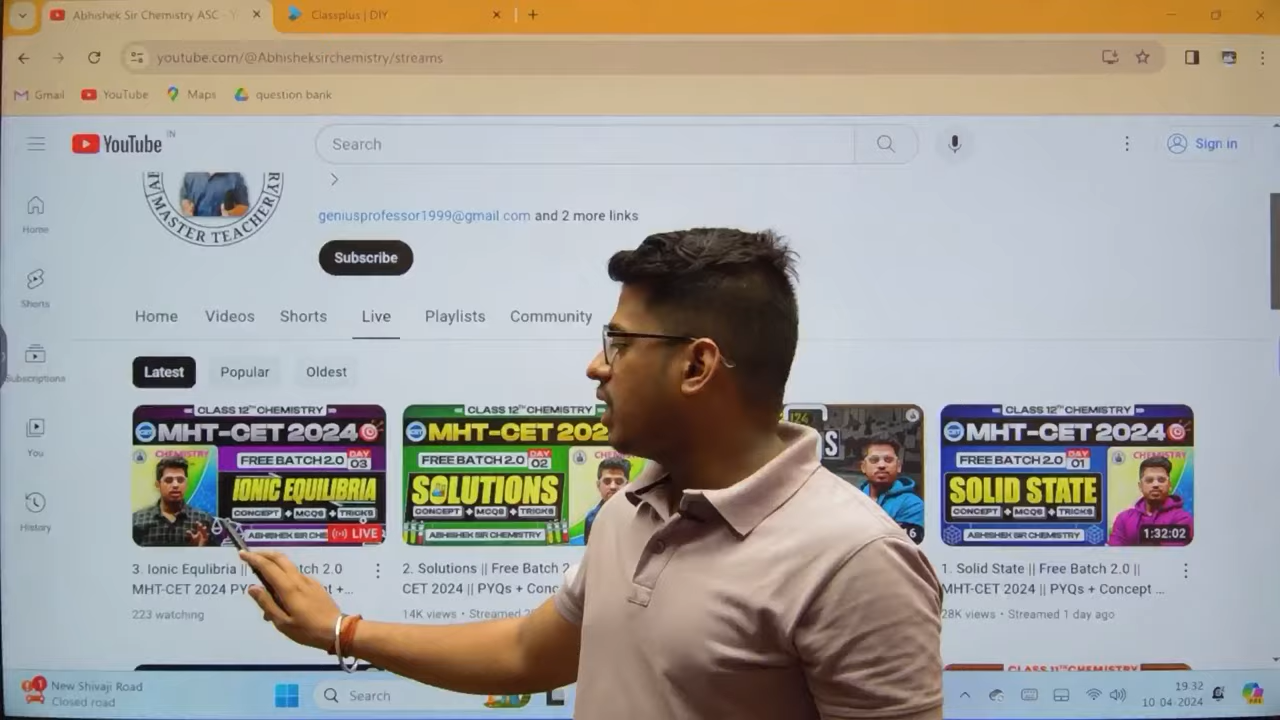 Abhishek Sir Chemistry ASC - Y
Classplus | DIY
youtube.com/@Abhisheksirchemistry/streams
Gmail
YouTube
Maps
question bank
YouTube IN
Search
Sign in
MASTER TEACHER
geniusprofessor1999@gmail.com and 2 more links
Subscribe
Home
Shorts
Subscriptions
You
History
Home Videos Shorts Live Playlists Community
Latest Popular Oldest
CLASS 12TH CHEMISTRY
MHT-CET 2024
CHEMISTRY
FREE BATCH 2.0 DAY 03
IONIC EQUILIBRIA
CONCEPT + MCQS + TRICKS
ABHISHEK SIR CHE
LIVE
3. Ionic Equlibria || Batch 2.0
MHT-CET 2024 PYQ t +...
223 watching
CLASS 12TH CHEMISTRY
MHT-CET 202
FREE BATCH 2.0 DAY 02
SOLUTIONS
CONCEPT + MCQS + TRICKS
ABHISHEK SIR CHEMISTRY
2. Solutions || Free Batch 2
CET 2024 || PYQs + Conc
14K views • Streamed
CLASS 12TH CHEMISTRY
MHT-CET 2024
FREE BATCH 2.0 DAY 01
CHEMISTRY
SOLID STATE
CONCEPT + MCQS + TRICKS
ABHISHEK SIR CHEMISTRY
1:32:02
1. Solid State || Free Batch 2.0 ||
MHT-CET 2024 || PYQs + Concept ...
28K views • Streamed 1 day ago
CLASS 11TH CHEMISTRY
New Shivaji Road
Closed road
Search
19:32
10-04-2024